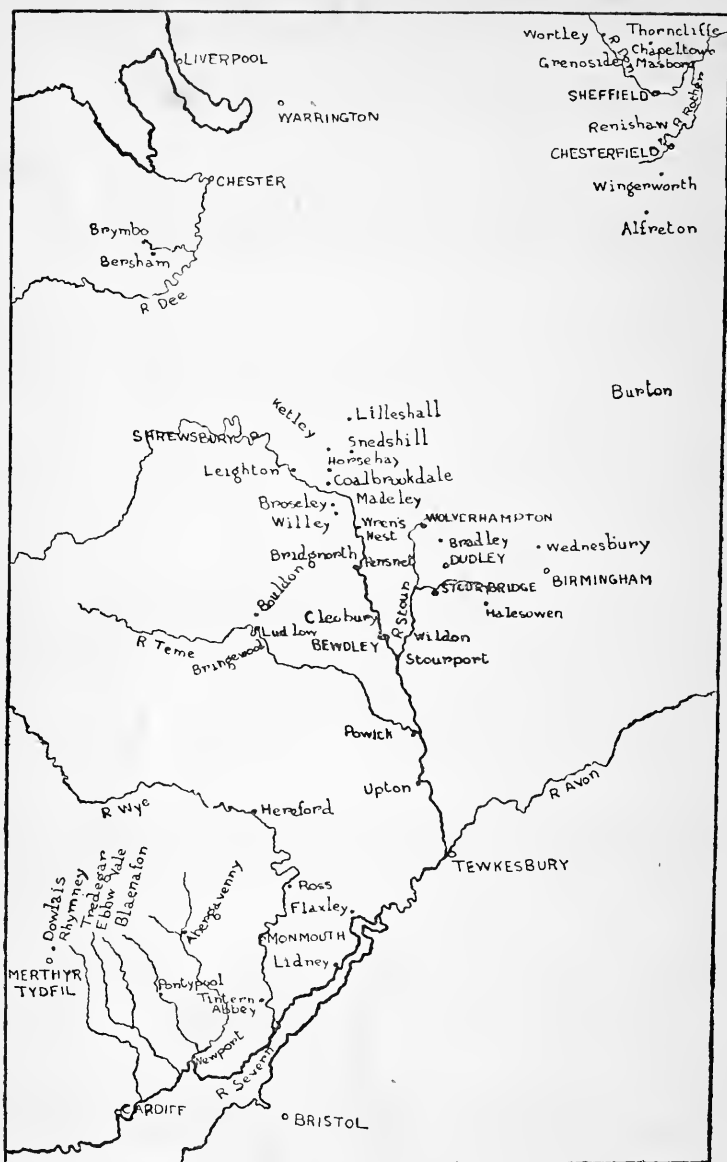 LIVERPOOL
WARRINGTON
CHESTER
Brymbo
Bersham
R Dee
Wortley
Thorncliffe
Chapeltown
Grenoside
Masboro
SHEFFIELD
R Rother
Renishaw
CHESTERFIELD
Wingerworth
Alfreton
Burton
Ketley
Lilleshall
SHREWSBURY
Snedshill
Horsehay
Leighton
Coalbrookdale
Madeley
Broseley
Willey
Wren's
Nest
WOLVERHAMPTON
Bradley
DUDLEY
Wednesbury
BIRMINGHAM
Bridgnorth
Pensnet
STOURBRIDGE
Halesowen
Bouldon
Cleobury
R Stour
Ludlow
BEWDLEY
Wildon
R Teme
Bringewood
Stourport
Powick
Upton
R Avon
TEWKESBURY
R Wye
Hereford
Ross
Flaxley
Dowlais
Rhymney
Tredegar
Ebbw Vale
Blaenafon
Abergavenny
MONMOUTH
Lidney
MERTHYR
TYDFIL
Pontypool
Tintern
Abbey
Newport
R Severn
CARDIFF
BRISTOL